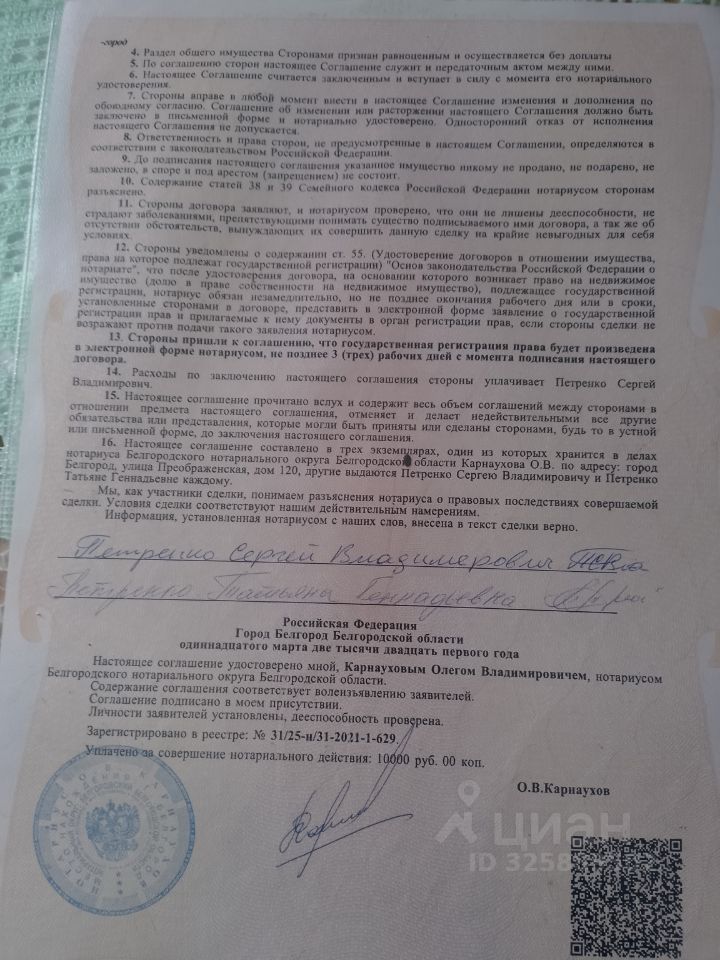 -город
4. Раздел общего имущества Сторонами признан равноценным и осуществляется без доплаты
5. По соглашению сторон настоящее Соглашение служит и передаточным актом между ними.
6. Настоящее Соглашение считается заключенным и вступает в силу с момента его нотариального
удостоверения.
7. Стороны вправе в любой момент внести в настоящее Соглашение изменения и дополнения по
обоюдному согласию. Соглашение об изменении или расторжении настоящего Соглашения должно быть
заключено в письменной форме и нотариально удостоверено. Односторонний отказ от исполнения
настоящего Соглашения не допускается.
8. Ответственность и права сторон, не предусмотренные в настоящем Соглашении, определяются в
соответствии с законодательством Российской Федерации.
9. До подписания настоящего соглашения указанное имущество никому не продано, не подарено, не
заложено, в споре и под арестом (запрещением) не состоит.
10. Содержание статей 38 и 39 Семейного кодекса Российской Федерации нотариусом сторонам
разъяснено.
11. Стороны договора заявляют, и нотариусом проверено, что они не лишены дееспособности, не
страдают заболеваниями, препятствующими понимать существо подписываемого ими договора, а так же об
отсутствии обстоятельств, вынуждающих их совершить данную сделку на крайне невыгодных для себя
условиях.
12. Стороны уведомлены о содержании ст. 55. (Удостоверение договоров в отношении имущества,
права на которое подлежат государственной регистрации) "Основ законодательства Российской Федерации о
нотариате", что после удостоверения договора, на основании которого возникает право на недвижимое
имущество (долю в праве собственности на недвижимое имущество), подлежащее государственной
регистрации, нотариус обязан незамедлительно, но не позднее окончания рабочего дня или в сроки,
установленные сторонами в договоре, представить в электронной форме заявление о государственной
регистрации прав и прилагаемые к нему документы в орган регистрации прав, если стороны сделки не
возражают против подачи такого заявления нотариусом.
13. Стороны пришли к соглашению, что государственная регистрация права будет произведена
в электронной форме нотариусом, не позднее 3 (трех) рабочих дней с момента подписания настоящего
договора.
14. Расходы по заключению настоящего соглашения стороны уплачивает Петренко Сергей
Владимирович.
15. Настоящее соглашение прочитано вслух и содержит весь объем соглашений между сторонами в
отношении предмета настоящего соглашения, отменяет и делает недействительными все другие
обязательства или представления, которые могли быть приняты или сделаны сторонами, будь то в устной
или письменной форме, до заключения настоящего соглашения.
16. Настоящее соглашение составлено в трех экземплярах, один из которых хранится в делах
нотариуса Белгородского нотариального округа Белгородской области Карнаухова О.В. по адресу: город
Белгород, улица Преображенская, дом 120, другие выдаются Петренко Сергею Владимировичу и Петренко
Татьяне Геннадьевне каждому.
Мы, как участники сделки, понимаем разъяснения нотариуса о правовых последствиях совершаемой
сделки. Условия сделки соответствуют нашим действительным намерениям.
Информация, установленная нотариусом с наших слов, внесена в текст сделки верно.
Петренко Сергей Владимирович
Петренко Татьяна Геннадьевна
Российская Федерация
Город Белгород Белгородской области
одиннадцатого марта две тысячи двадцать первого года
Настоящее соглашение удостоверено мной, Карнауховым Олегом Владимировичем, нотариусом
Белгородского нотариального округа Белгородской области.
Содержание соглашения соответствует волеизъявлению заявителей.
Соглашение подписано в моем присутствии.
Личности заявителей установлены, дееспособность проверена.
Зарегистрировано в реестре: № 31/25-н/31-2021-1-629.
Уплачено за совершение нотариального действия: 10000 руб. 00 коп.
О.В.Карнаухов
циан